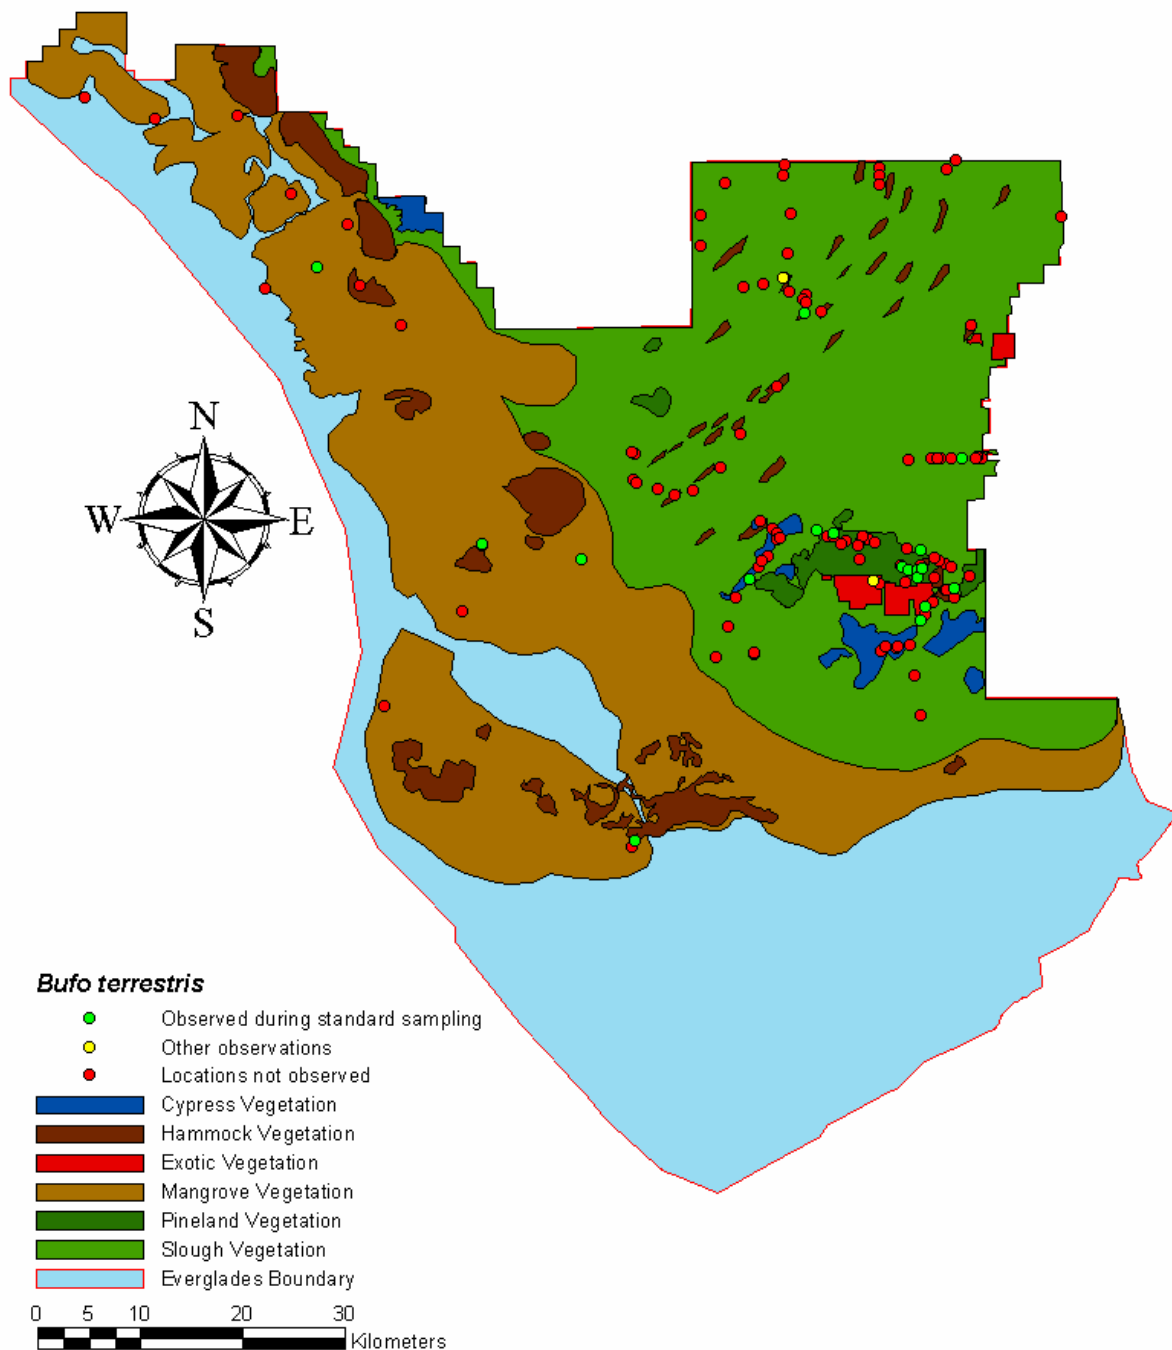 N
W E
S
Bufo terrestris
Observed during standard sampling
Other observations
Locations not observed
Cypress Vegetation
Hammock Vegetation
Exotic Vegetation
Mangrove Vegetation
Pineland Vegetation
Slough Vegetation
Everglades Boundary
0 5 10 20 30
Kilometers